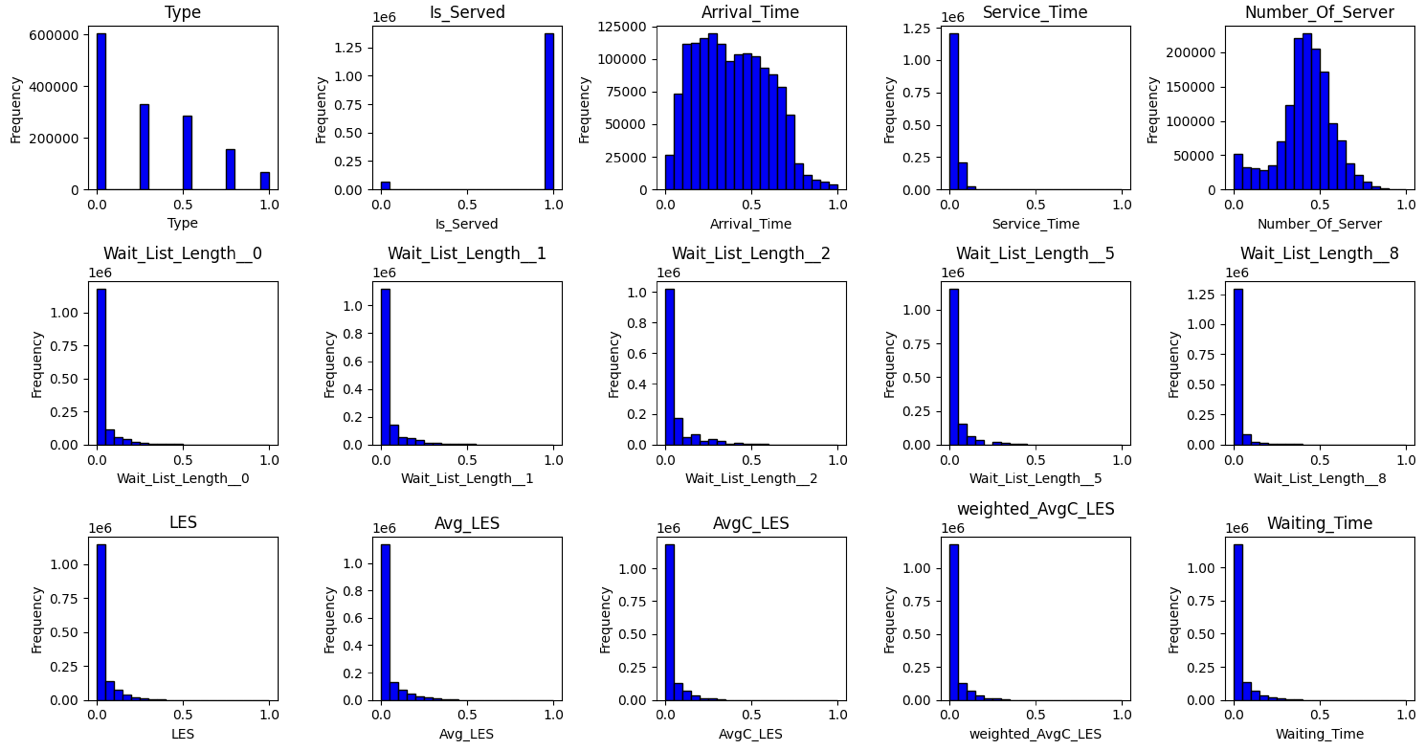 Type
Is_Served
Arrival_Time
Service_Time
Number_Of_Server
1e6
1e6
Frequency
600000
400000
200000
0
0.0 0.5 1.0
Type
Frequency
1.25
1.00
0.75
0.50
0.25
0.00
0.0 0.5 1.0
Is_Served
Frequency
125000
100000
75000
50000
25000
0
0.0 0.5 1.0
Arrival_Time
Frequency
1.25
1.00
0.75
0.50
0.25
0.00
0.0 0.5 1.0
Service_Time
Frequency
200000
150000
100000
50000
0
0.0 0.5 1.0
Number_Of_Server
Wait_List_Length__0
1e6
Frequency
1.00
0.75
0.50
0.25
0.00
0.0 0.5 1.0
Wait_List_Length__0
Wait_List_Length__1
1e6
Frequency
1.0
0.8
0.6
0.4
0.2
0.0
0.0 0.5 1.0
Wait_List_Length__1
Wait_List_Length__2
1e6
Frequency
1.0
0.8
0.6
0.4
0.2
0.0
0.0 0.5 1.0
Wait_List_Length__2
Wait_List_Length__5
1e6
Frequency
1.00
0.75
0.50
0.25
0.00
0.0 0.5 1.0
Wait_List_Length__5
Wait_List_Length__8
1e6
Frequency
1.25
1.00
0.75
0.50
0.25
0.00
0.0 0.5 1.0
Wait_List_Length__8
LES
1e6
Frequency
1.00
0.75
0.50
0.25
0.00
0.0 0.5 1.0
LES
Avg_LES
1e6
Frequency
1.0
0.8
0.6
0.4
0.2
0.0
0.0 0.5 1.0
Avg_LES
AvgC_LES
1e6
Frequency
1.00
0.75
0.50
0.25
0.00
0.0 0.5 1.0
AvgC_LES
weighted_AvgC_LES
1e6
Frequency
1.00
0.75
0.50
0.25
0.00
0.0 0.5 1.0
weighted_AvgC_LES
Waiting_Time
1e6
Frequency
1.00
0.75
0.50
0.25
0.00
0.0 0.5 1.0
Waiting_Time